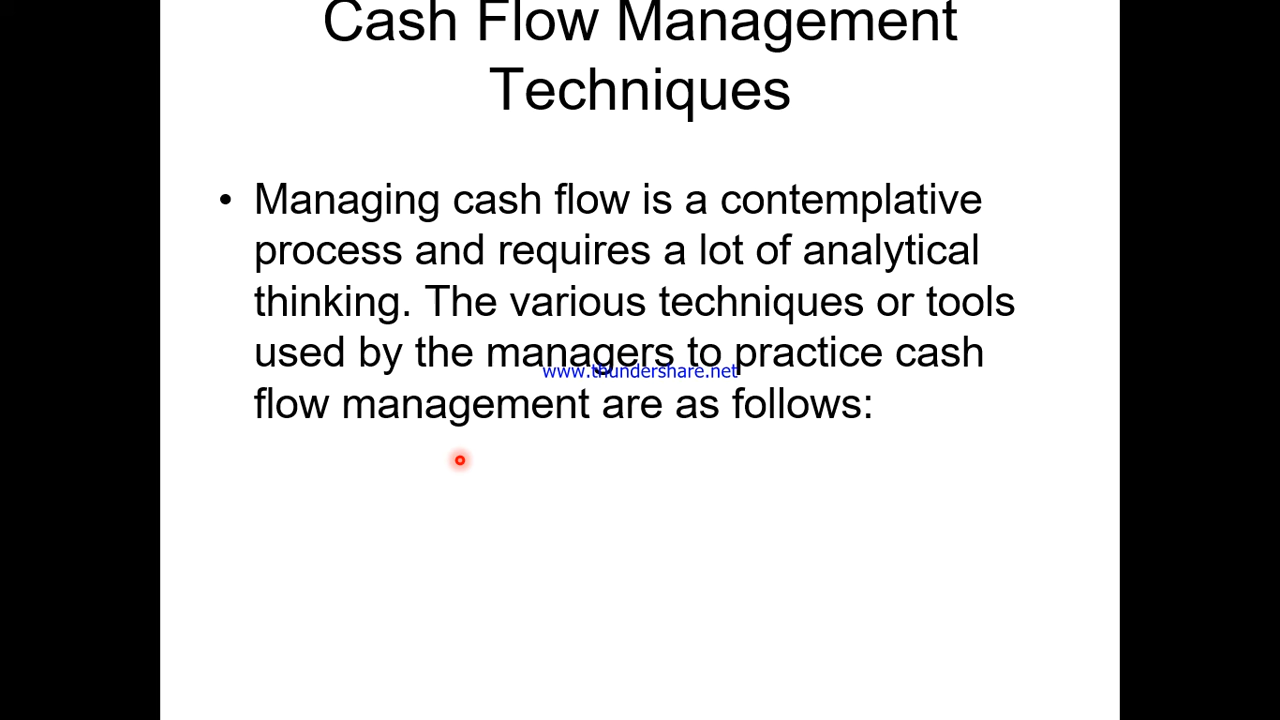 Cash Flow Management
Techniques
• Managing cash flow is a contemplative
process and requires a lot of analytical
thinking. The various techniques or tools
used by the managers to practice cash
www.thundershare.net
flow management are as follows: